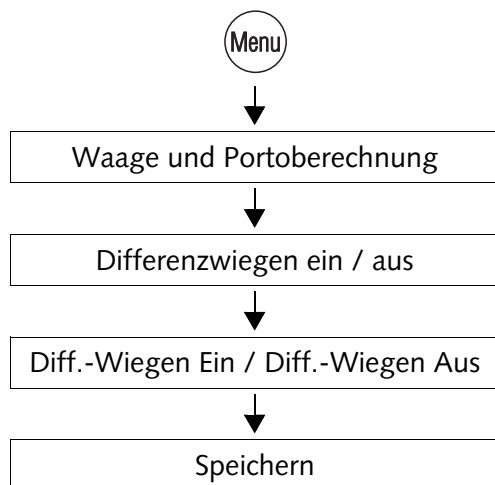 Menu
Waage und Portoberechnung
Differenzwiegen ein / aus
Diff.-Wiegen Ein / Diff.-Wiegen Aus
Speichern